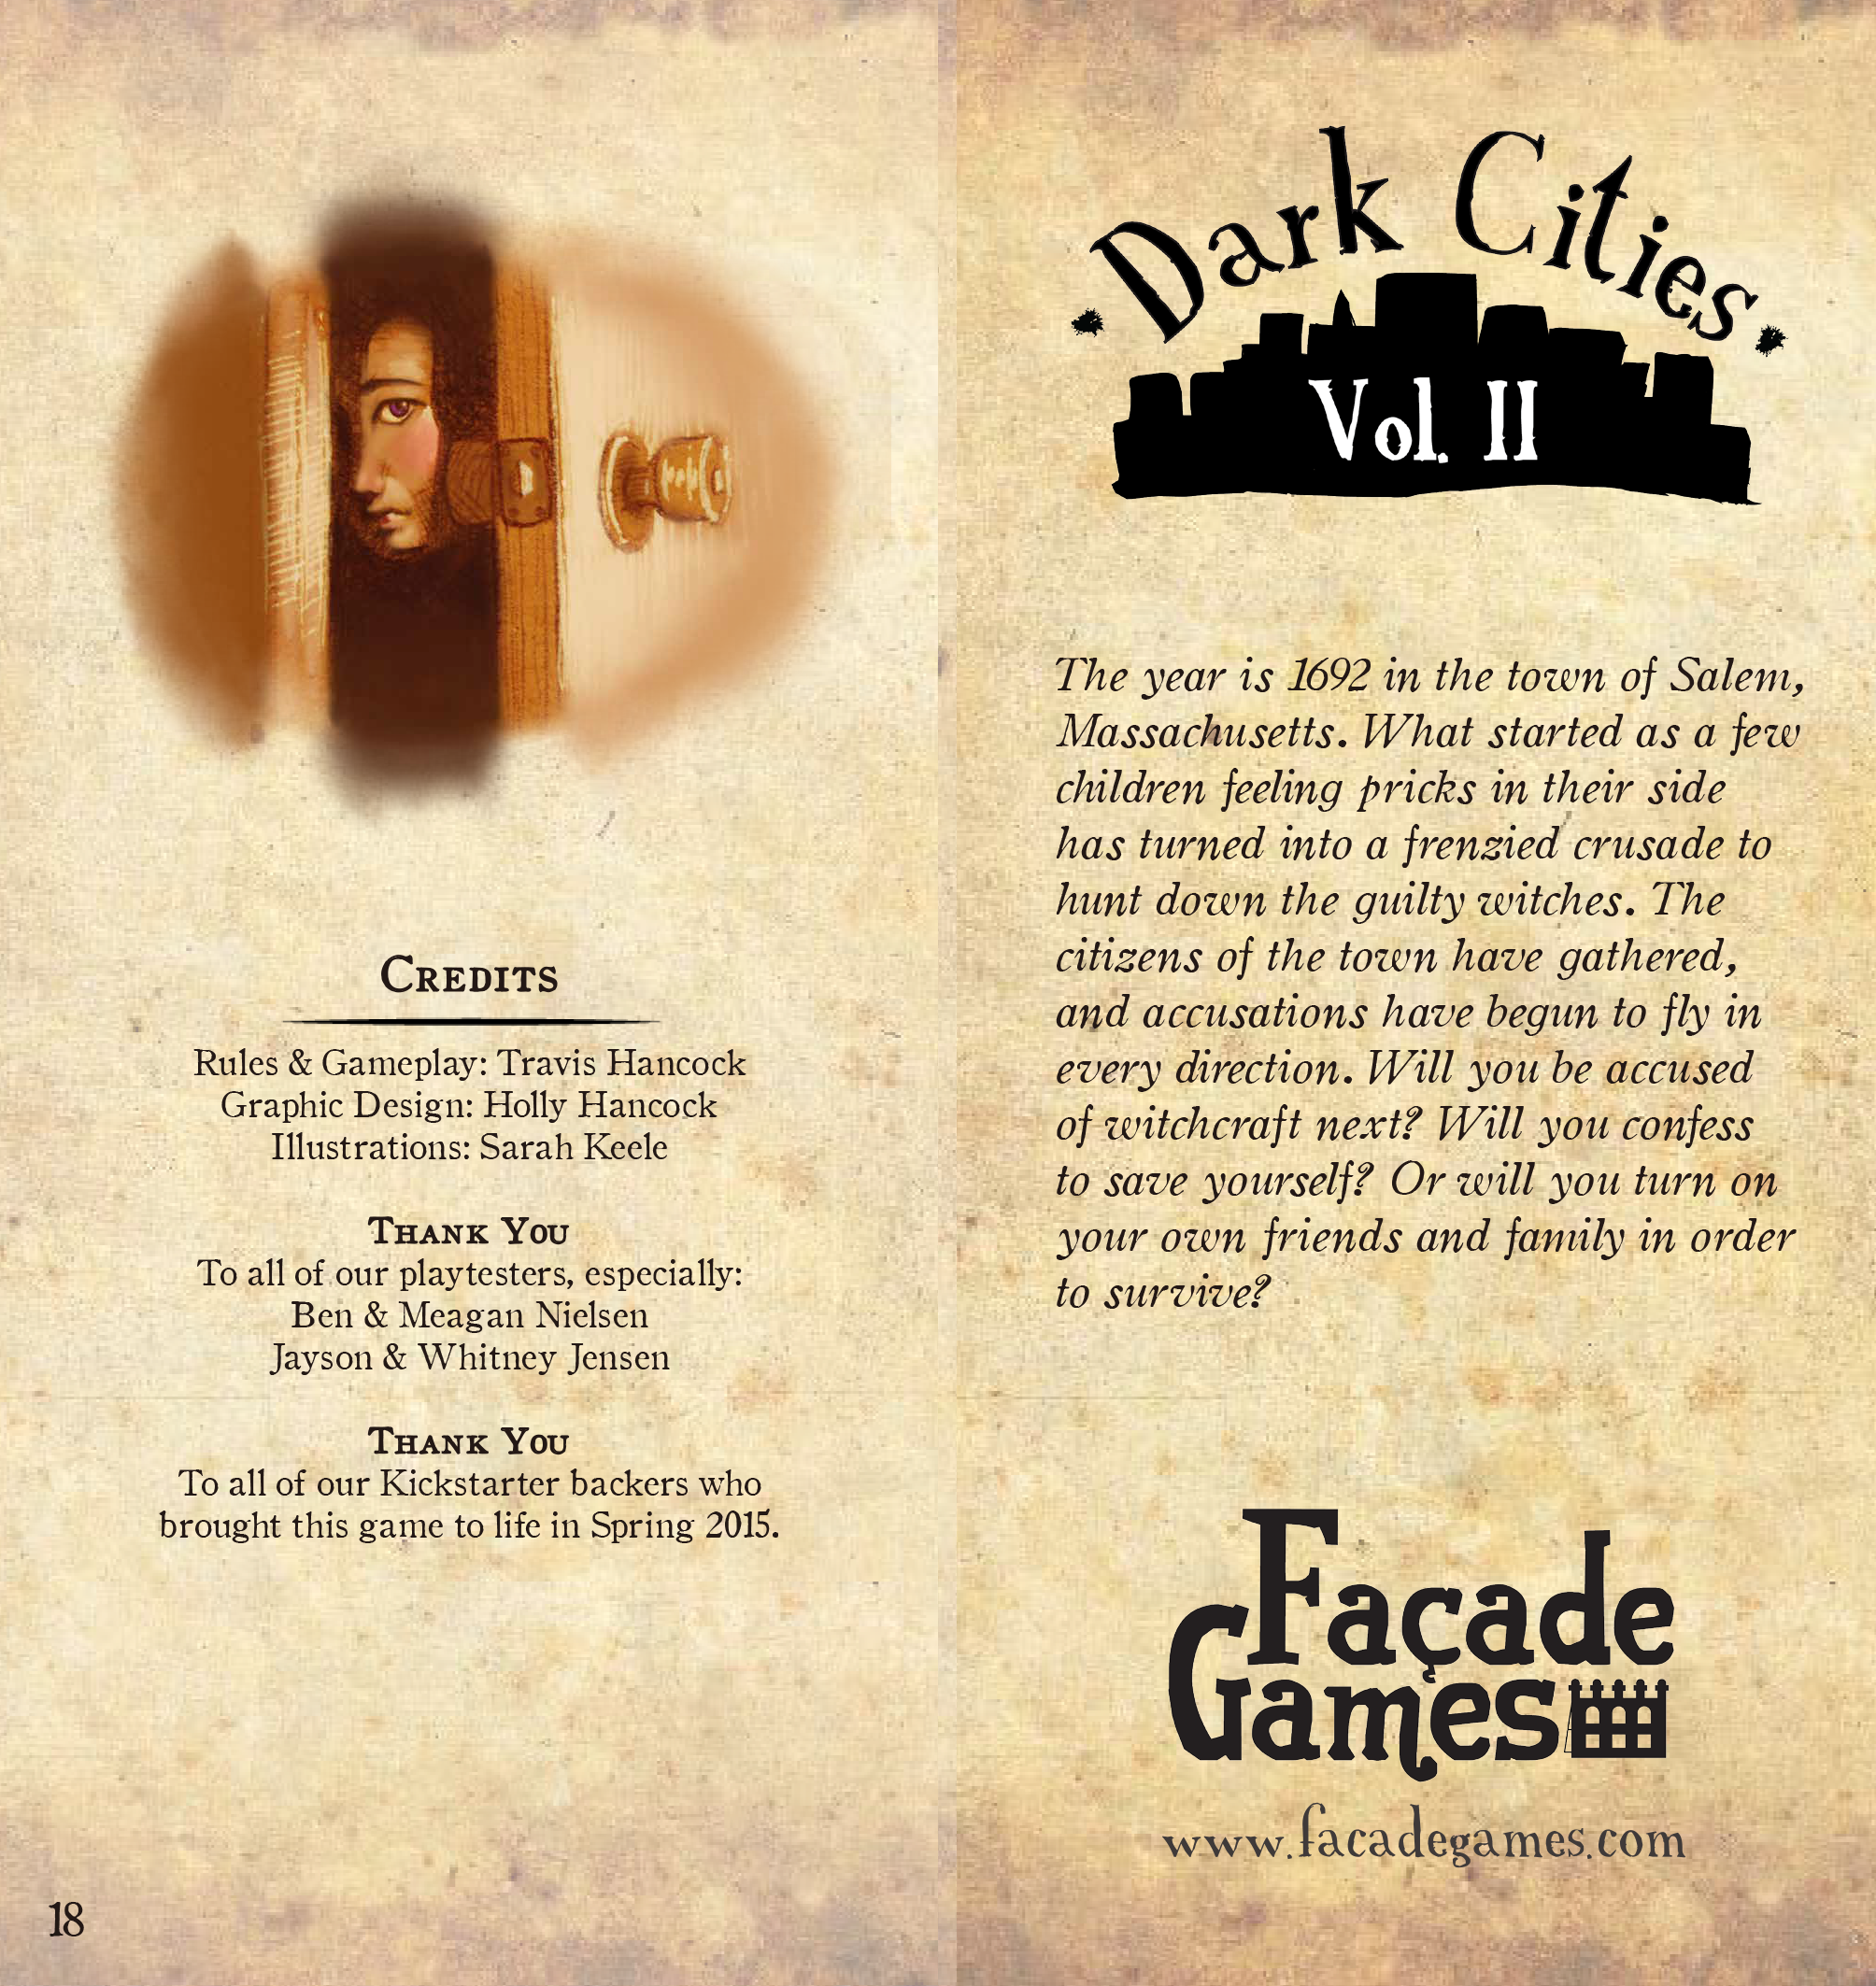 Credits
Rules & Gameplay: Travis Hancock
Graphic Design: Holly Hancock
Illustrations: Sarah Keele
Thank You
To all of our playtesters, especially:
Ben & Meagan Nielsen
Jayson & Whitney Jensen
Thank You
To all of our Kickstarter backers who
brought this game to life in Spring 2015.
18
Dark Cities
Vol. II
The year is 1692 in the town of Salem,
Massachusetts. What started as a few
children feeling pricks in their side
has turned into a frenzied crusade to
hunt down the guilty witches. The
citizens of the town have gathered,
and accusations have begun to fly in
every direction. Will you be accused
of witchcraft next? Will you confess
to save yourself? Or will you turn on
your own friends and family in order
to survive?
Façade
Games
www.facadegames.com